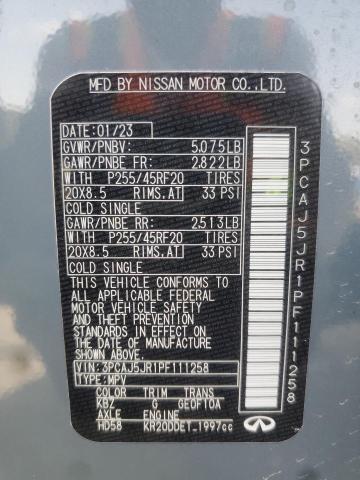 MFD BY NISSAN MOTOR CO.,LTD.
DATE: 01/23
GVWR/PNBV: 5,075LB
GAWR/PNBE FR: 2,822LB
WITH P255/45RF20 TIRES
20X8.5 RIMS.AT 33 PSI
COLD SINGLE
GAWR/PNBE RR: 2,513LB
WITH P255/45RF20 TIRES
20X8.5 RIMS.AT 33 PSI
COLD SINGLE
THIS VEHICLE CONFORMS TO
ALL APPLICABLE FEDERAL
MOTOR VEHICLE SAFETY AND
THEFT PREVENTION
STANDARDS IN EFFECT ON
THE DATE OF MANUFACTURE
SHOWN ABOVE.
VIN: 3PCAJ5JR1PF111258
TYPE: MPV
COLOR TRIM TRANS
KBZ G GE0F10A
AXLE ENGINE
HD58 KR20DDET 1997cc
INFINITI
3PCAJ5JR1PF111258